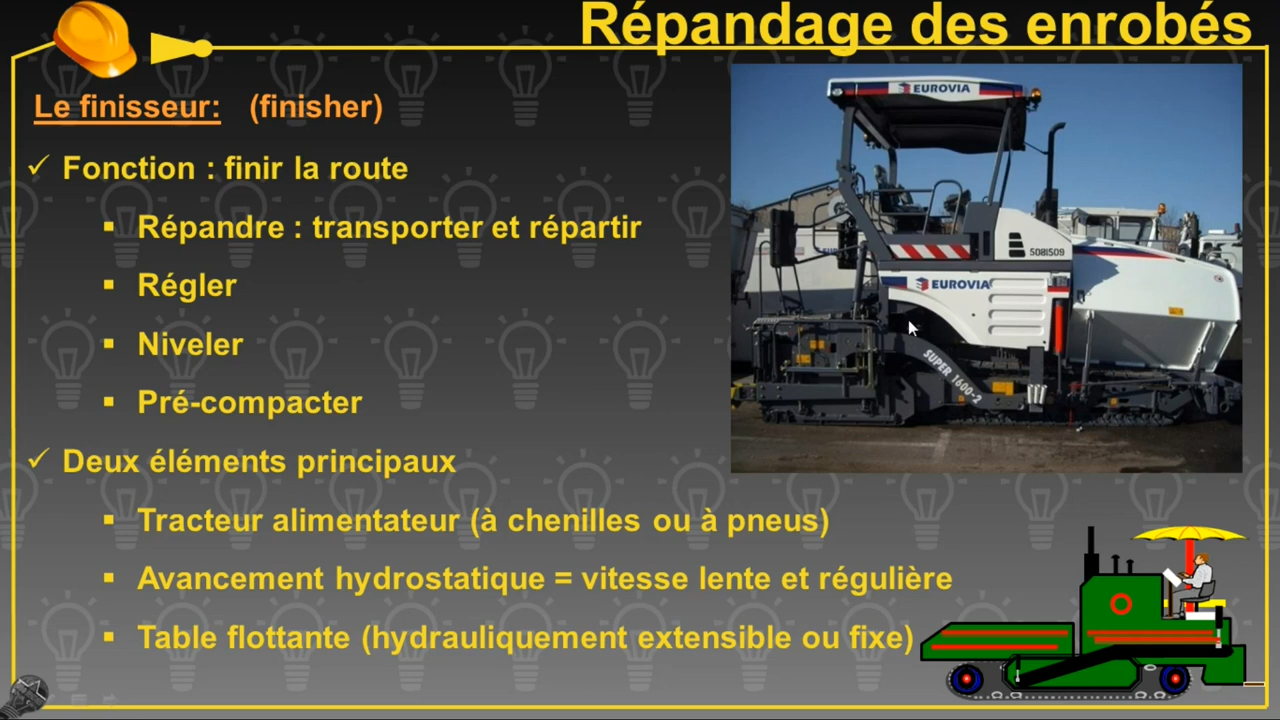 Répandage des enrobés
Le finisseur: (finisher)
✓ Fonction : finir la route
▪ Répandre : transporter et répartir
▪ Régler
▪ Niveler
▪ Pré-compacter
✓ Deux éléments principaux
▪ Tracteur alimentateur (à chenilles ou à pneus)
▪ Avancement hydrostatique = vitesse lente et régulière
▪ Table flottante (hydrauliquement extensible ou fixe)
EUROVIA
5081509
EUROVIA
SUPER 1600-2